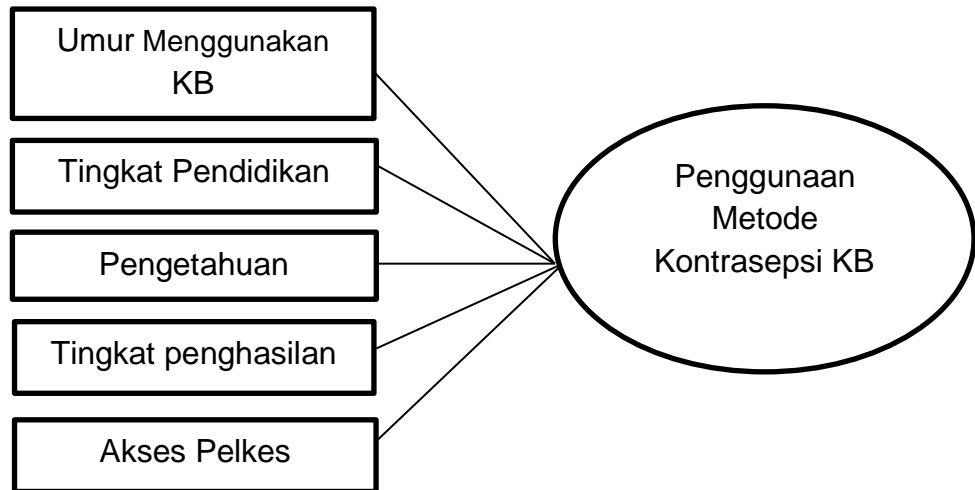 Umur Menggunakan
KB
Tingkat Pendidikan
Pengetahuan
Tingkat penghasilan
Akses Pelkes
Penggunaan
Metode
Kontrasepsi KB